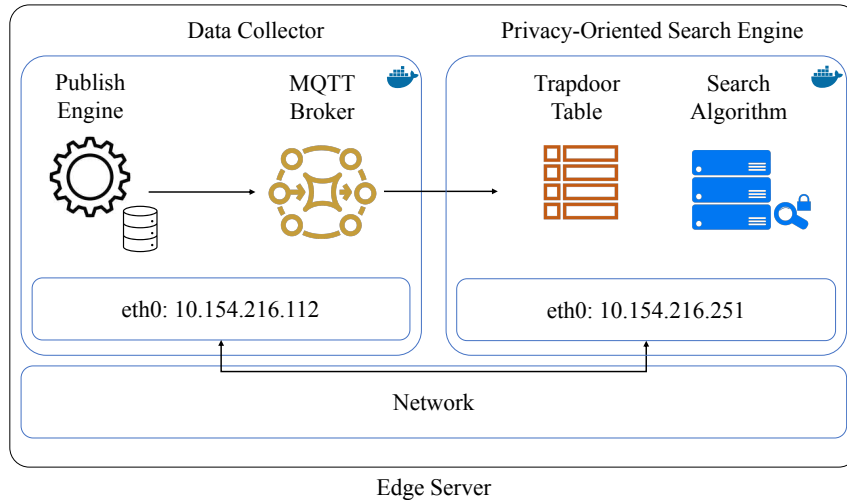 Data Collector
Privacy-Oriented Search Engine
Publish
Engine
MQTT
Broker
Trapdoor
Table
Search
Algorithm
eth0: 10.154.216.112
eth0: 10.154.216.251
Network
Edge Server